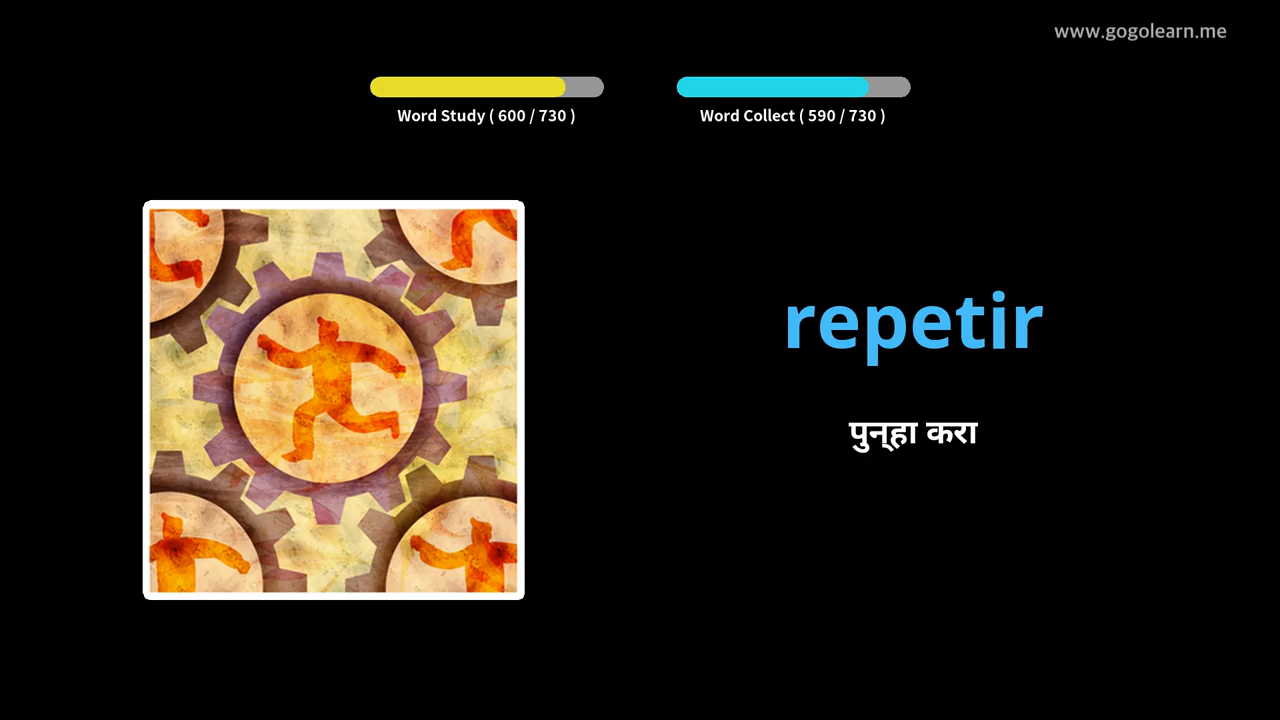 www.gogolearn.me
Word Study ( 600 / 730 )
Word Collect ( 590 / 730 )
repetir
पुन्हा करा